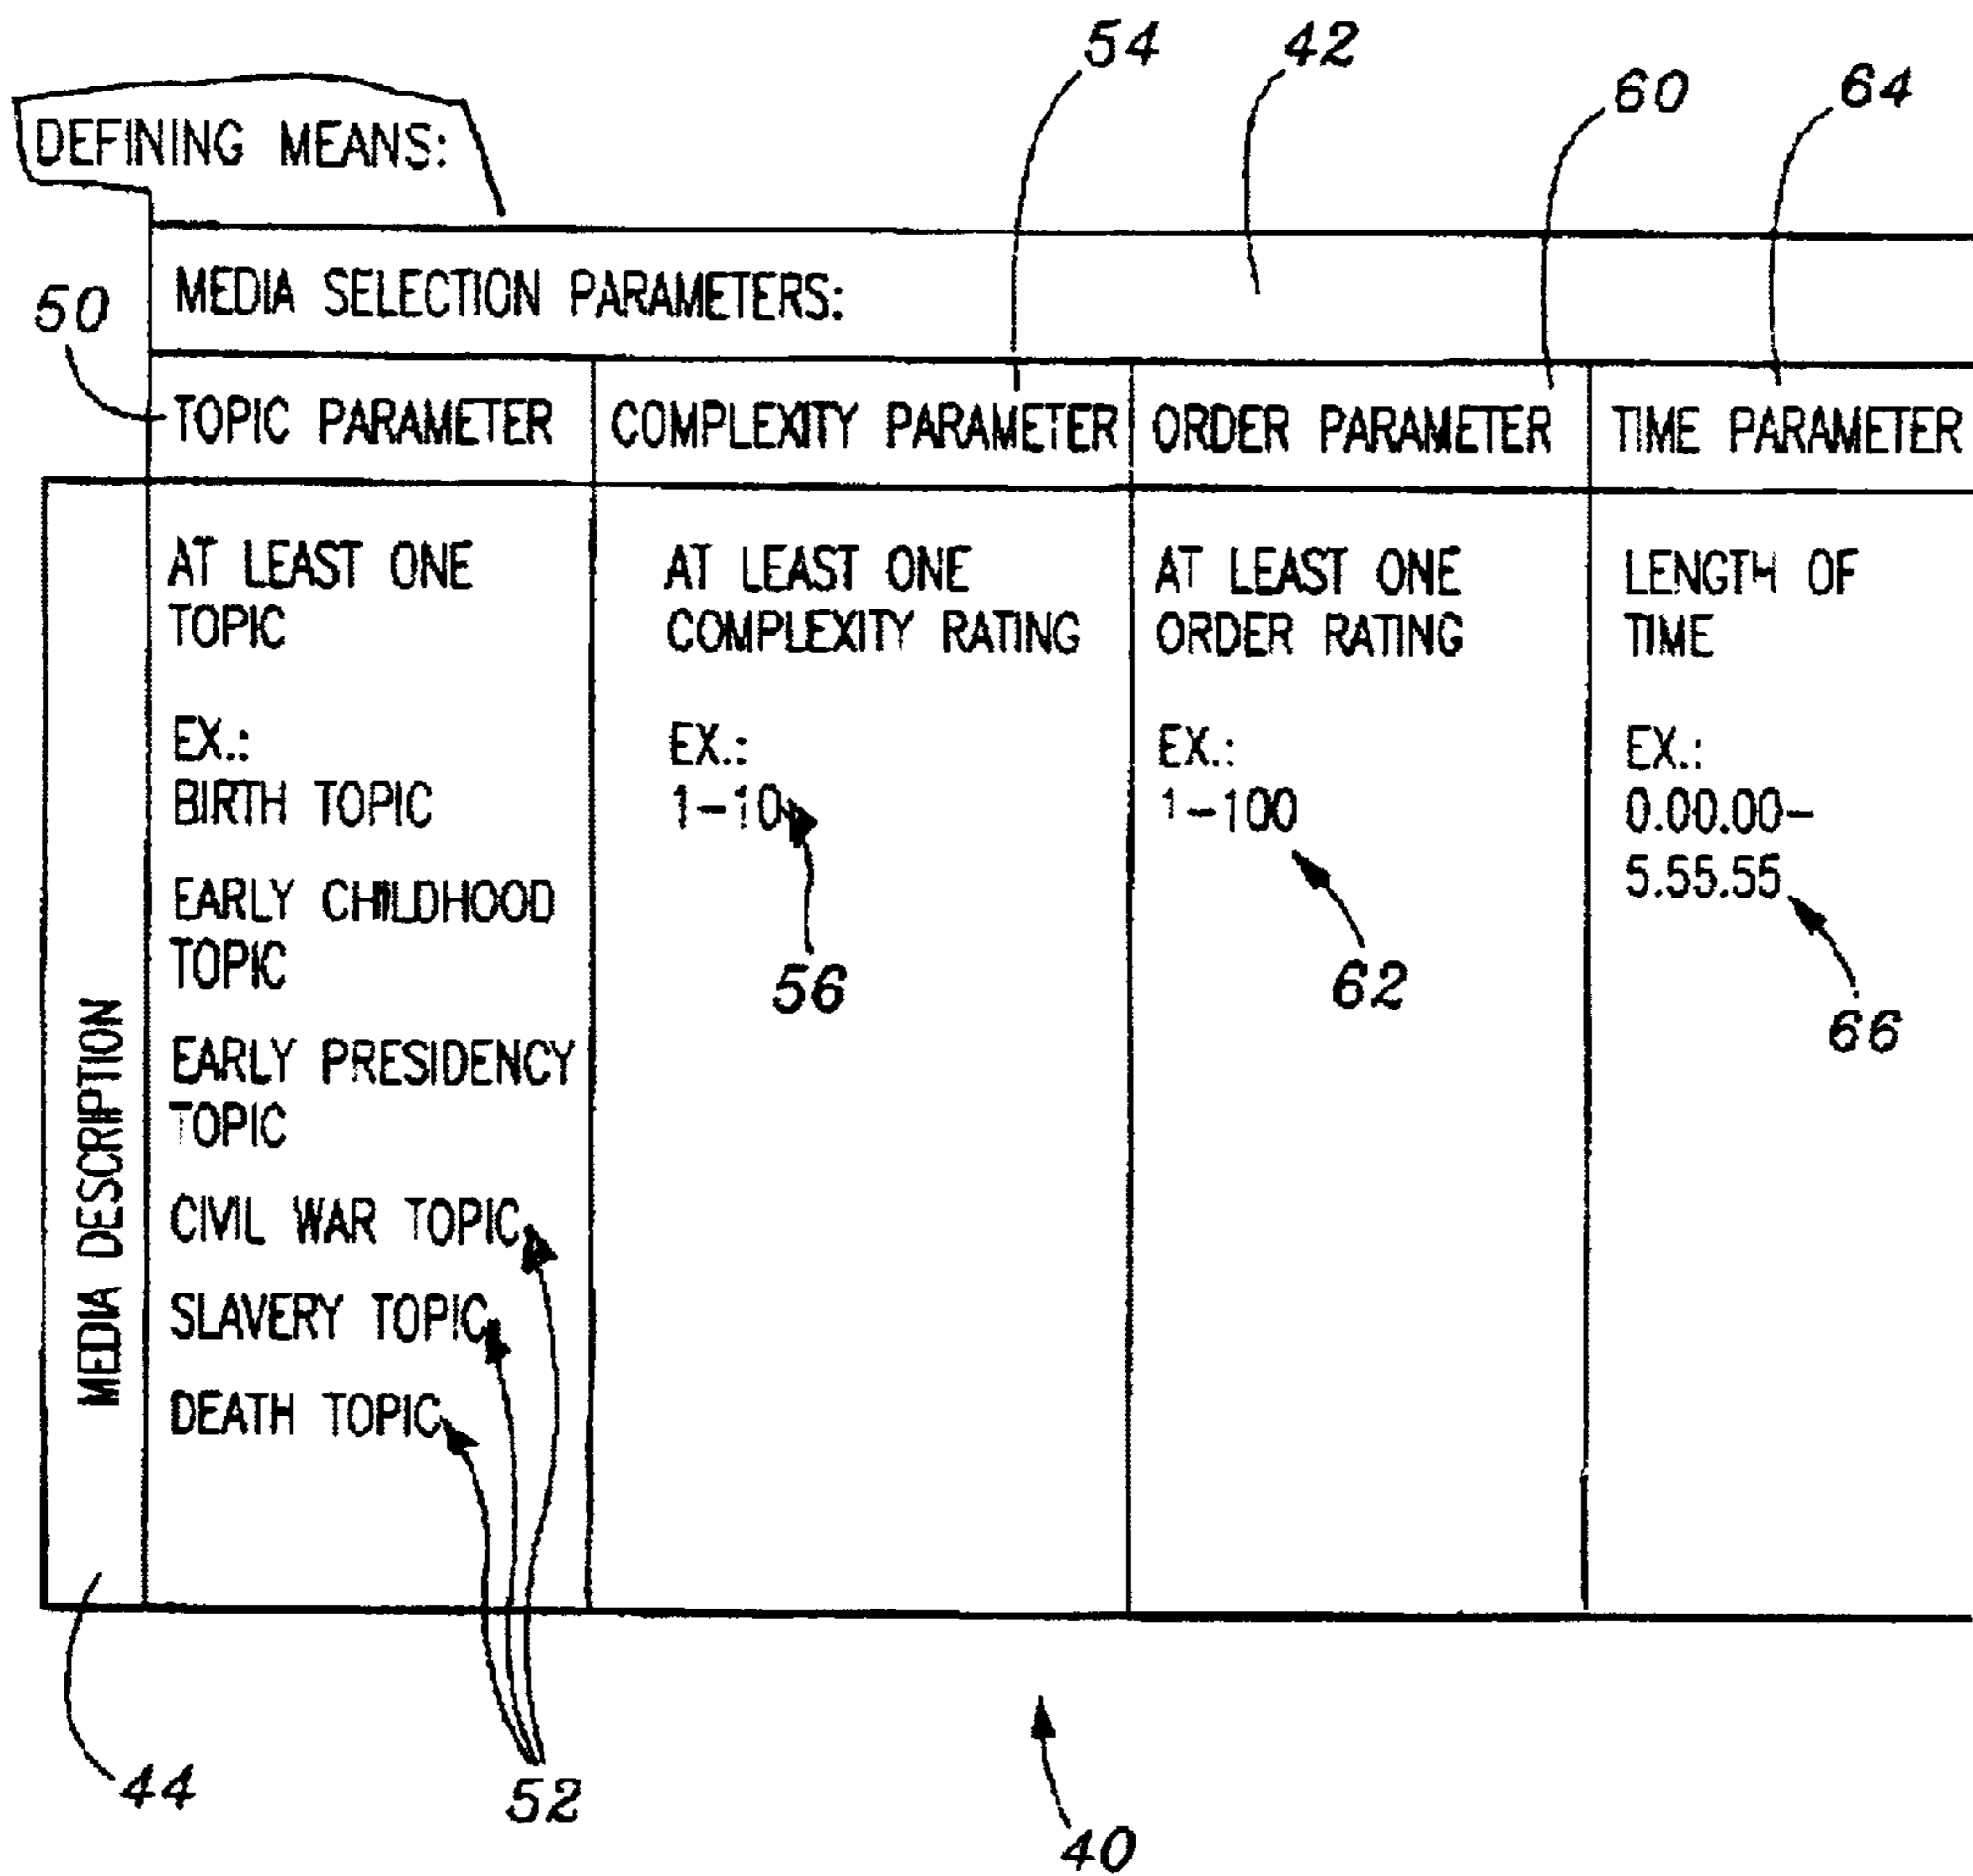 54
42
60
64
DEFINING MEANS:
MEDIA SELECTION PARAMETERS:
50
TOPIC PARAMETER
COMPLEXITY PARAMETER
ORDER PARAMETER
TIME PARAMETER
MEDIA DESCRIPTION
AT LEAST ONE
TOPIC
EX.:
BIRTH TOPIC
EARLY CHILDHOOD
TOPIC
EARLY PRESIDENCY
TOPIC
CIVIL WAR TOPIC
SLAVERY TOPIC
DEATH TOPIC
AT LEAST ONE
COMPLEXITY RATING
EX.:
1-10
56
AT LEAST ONE
ORDER RATING
EX.:
1-100
62
LENGTH OF
TIME
EX.:
0.00.00-
5.55.55
66
44
52
40